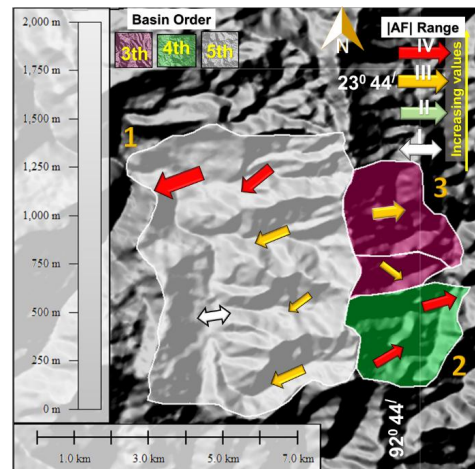 2,000 m
1,750 m
1,500 m
1,250 m
1,000 m
750 m
500 m
250 m
0 m
Basin Order
3th
4th
5th
N
|AF| Range
IV
III
II
I
Increasing values
23⁰ 44/
92⁰ 44/
1
3
2
1.0 km
3.0 km
5.0 km
7.0 km